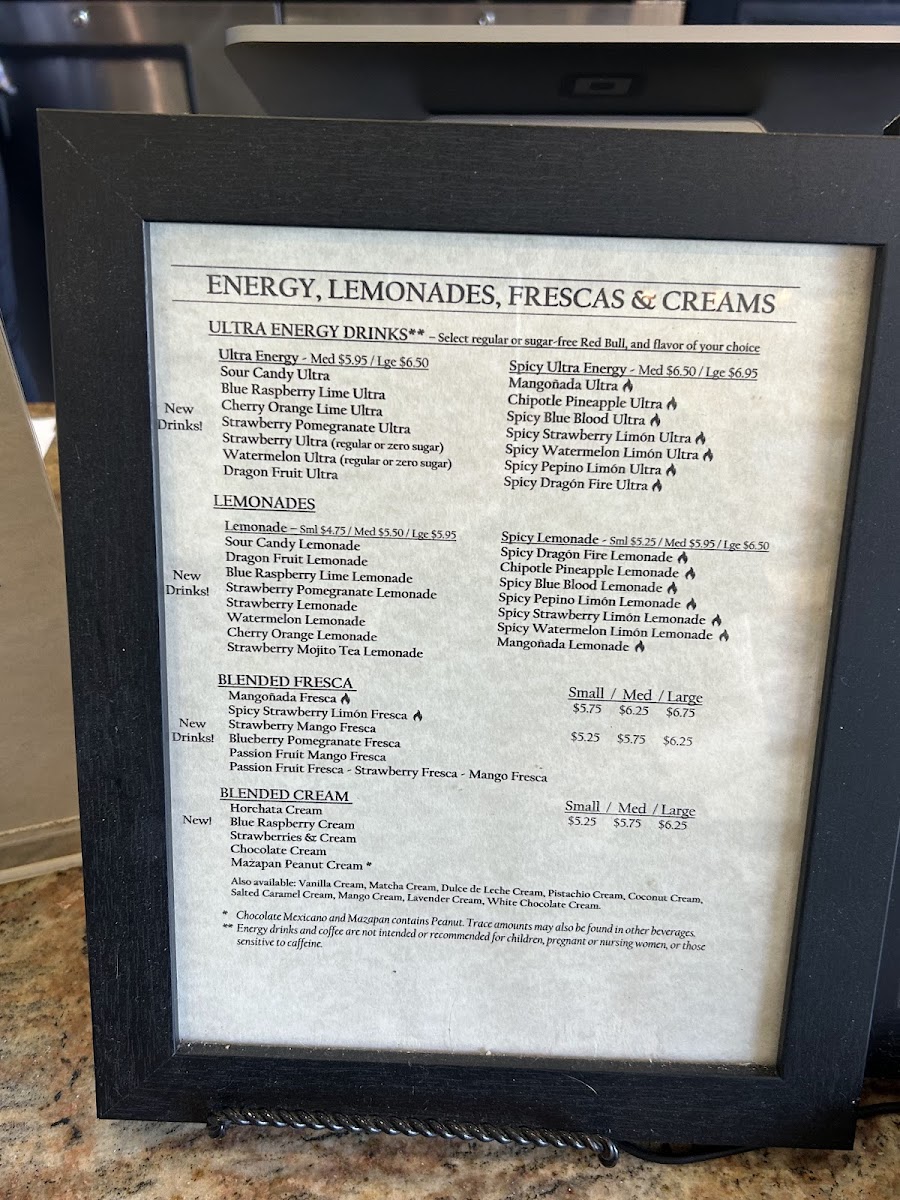 ENERGY, LEMONADES, FRESCAS & CREAMS
ULTRA ENERGY DRINKS** – Select regular or sugar-free Red Bull, and flavor of your choice
Ultra Energy - Med $5.95 / Lge $6.50
Sour Candy Ultra
Blue Raspberry Lime Ultra
New Drinks!
Cherry Orange Lime Ultra
Strawberry Pomegranate Ultra
Strawberry Ultra (regular or zero sugar)
Watermelon Ultra (regular or zero sugar)
Dragon Fruit Ultra
Spicy Ultra Energy - Med $6.50 / Lge $6.95
Mangoñada Ultra 🔥
Chipotle Pineapple Ultra 🔥
Spicy Blue Blood Ultra 🔥
Spicy Strawberry Limón Ultra 🔥
Spicy Watermelon Limón Ultra 🔥
Spicy Pepino Limón Ultra 🔥
Spicy Dragón Fire Ultra 🔥
LEMONADES
Lemonade – Sml $4.75 / Med $5.50 / Lge $5.95
Sour Candy Lemonade
Dragon Fruit Lemonade
New Drinks!
Blue Raspberry Lime Lemonade
Strawberry Pomegranate Lemonade
Strawberry Lemonade
Watermelon Lemonade
Cherry Orange Lemonade
Strawberry Mojito Tea Lemonade
Spicy Lemonade - Sml $5.25 / Med $5.95 / Lge $6.50
Spicy Dragón Fire Lemonade 🔥
Chipotle Pineapple Lemonade 🔥
Spicy Blue Blood Lemonade 🔥
Spicy Pepino Limón Lemonade 🔥
Spicy Strawberry Limón Lemonade 🔥
Spicy Watermelon Limón Lemonade 🔥
Mangoñada Lemonade 🔥
BLENDED FRESCA
Small / Med / Large
Mangoñada Fresca 🔥
$5.75 $6.25 $6.75
Spicy Strawberry Limón Fresca 🔥
New Drinks!
Strawberry Mango Fresca
$5.25 $5.75 $6.25
Blueberry Pomegranate Fresca
Passion Fruit Mango Fresca
Passion Fruit Fresca - Strawberry Fresca - Mango Fresca
BLENDED CREAM
Small / Med / Large
Horchata Cream
$5.25 $5.75 $6.25
New!
Blue Raspberry Cream
Strawberries & Cream
Chocolate Cream
Mazapan Peanut Cream *
Also available: Vanilla Cream, Matcha Cream, Dulce de Leche Cream, Pistachio Cream, Coconut Cream,
Salted Caramel Cream, Mango Cream, Lavender Cream, White Chocolate Cream.
* Chocolate Mexicano and Mazapan contains Peanut. Trace amounts may also be found in other beverages.
** Energy drinks and coffee are not intended or recommended for children, pregnant or nursing women, or those
sensitive to caffeine.